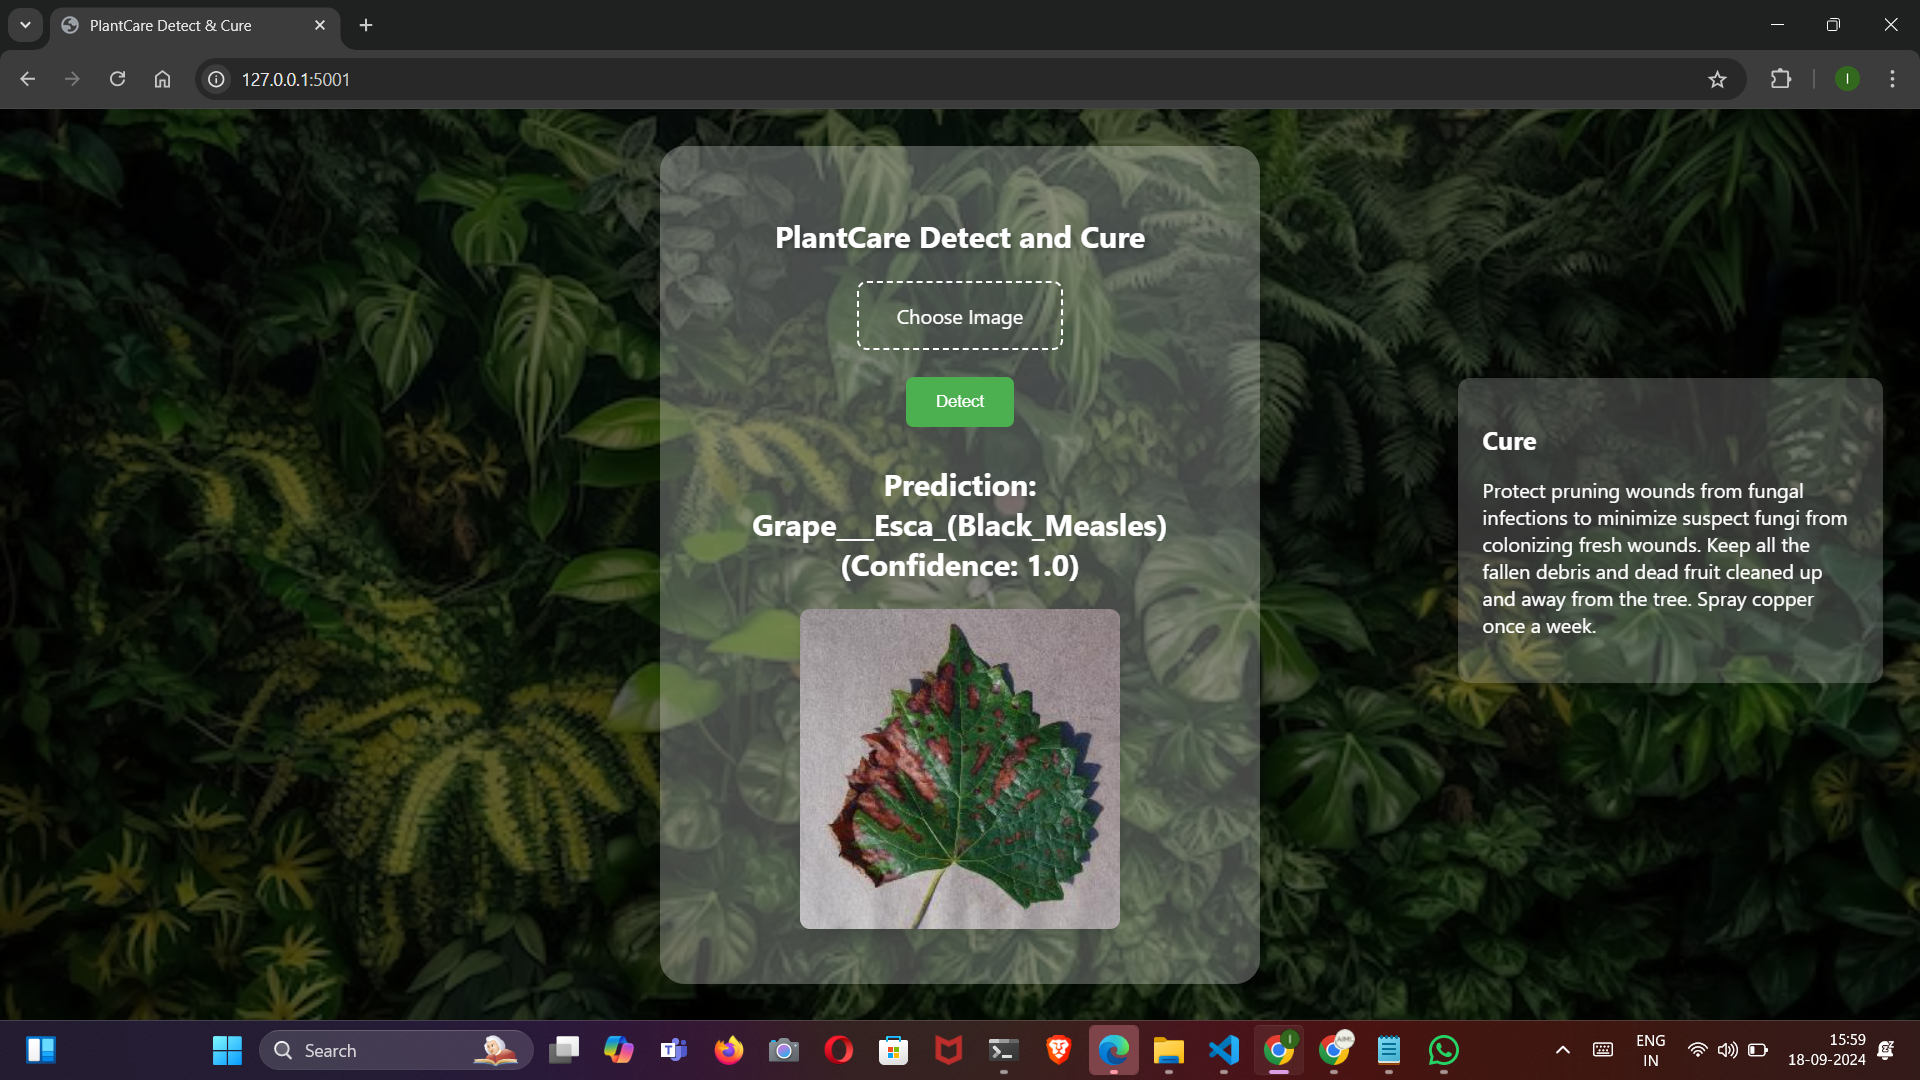 PlantCare Detect & Cure
127.0.0.1:5001
PlantCare Detect and Cure
Choose Image
Detect
Prediction:
Grape___Esca_(Black_Measles)
(Confidence: 1.0)
Cure
Protect pruning wounds from fungal
infections to minimize suspect fungi from
colonizing fresh wounds. Keep all the
fallen debris and dead fruit cleaned up
and away from the tree. Spray copper
once a week.
Search
ENG
IN
15:59
18-09-2024